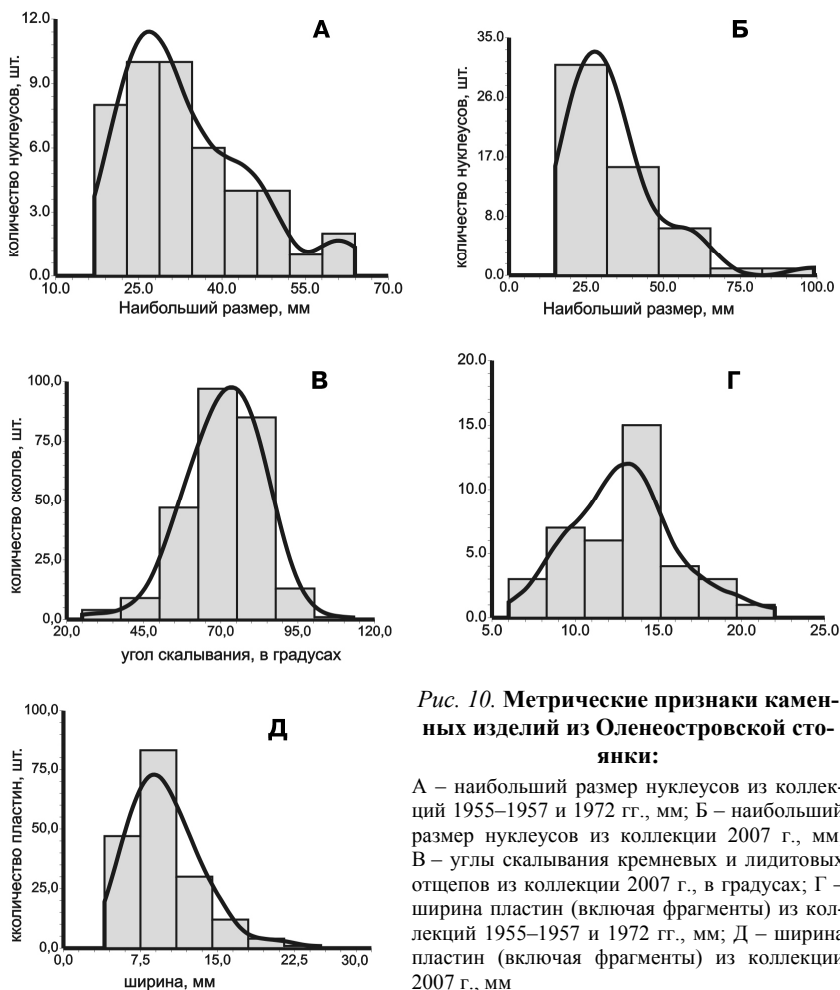 А
12.0
9.0
6.0
3.0
0.0
10.0 25.0 40.0 55.0 70.0
количество нуклеусов, шт.
Наибольший размер, мм
Б
35.0
26.0
17.0
8.0
0.0
0.0 25.0 50.0 75.0 100.0
количество нуклеусов, шт.
Наибольший размер, мм
В
100,0
75,0
50,0
25,0
0,0
20,0 45,0 70,0 95,0 120,0
количество сколов, шт.
угол скалывания, в градусах
Г
20.0
15.0
10.0
5.0
0.0
5.0 10.0 15.0 20.0 25.0
Д
100,0
75,0
50,0
25,0
0,0
0,0 7,5 15,0 22,5 30,0
кколичество пластин, шт.
ширина, мм
Рис. 10. Метрические признаки камен-
ных изделий из Оленеостровской сто-
янки:
А – наибольший размер нуклеусов из коллек-
ций 1955–1957 и 1972 гг., мм; Б – наибольший
размер нуклеусов из коллекции 2007 г., мм
В – углы скалывания кремневых и лидитовых
отщепов из коллекции 2007 г., в градусах; Г –
ширина пластин (включая фрагменты) из кол-
лекций 1955–1957 и 1972 гг., мм; Д – ширина
пластин (включая фрагменты) из коллекции
2007 г., мм